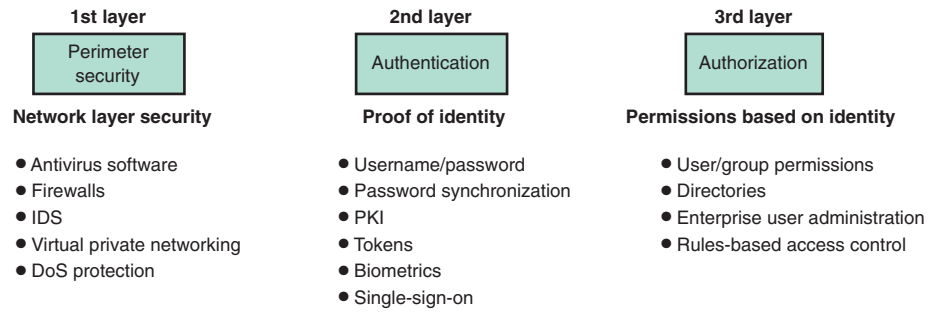 1st layer
Perimeter
security
Network layer security
● Antivirus software
● Firewalls
● IDS
● Virtual private networking
● DoS protection
2nd layer
Authentication
Proof of identity
● Username/password
● Password synchronization
● PKI
● Tokens
● Biometrics
● Single-sign-on
3rd layer
Authorization
Permissions based on identity
● User/group permissions
● Directories
● Enterprise user administration
● Rules-based access control